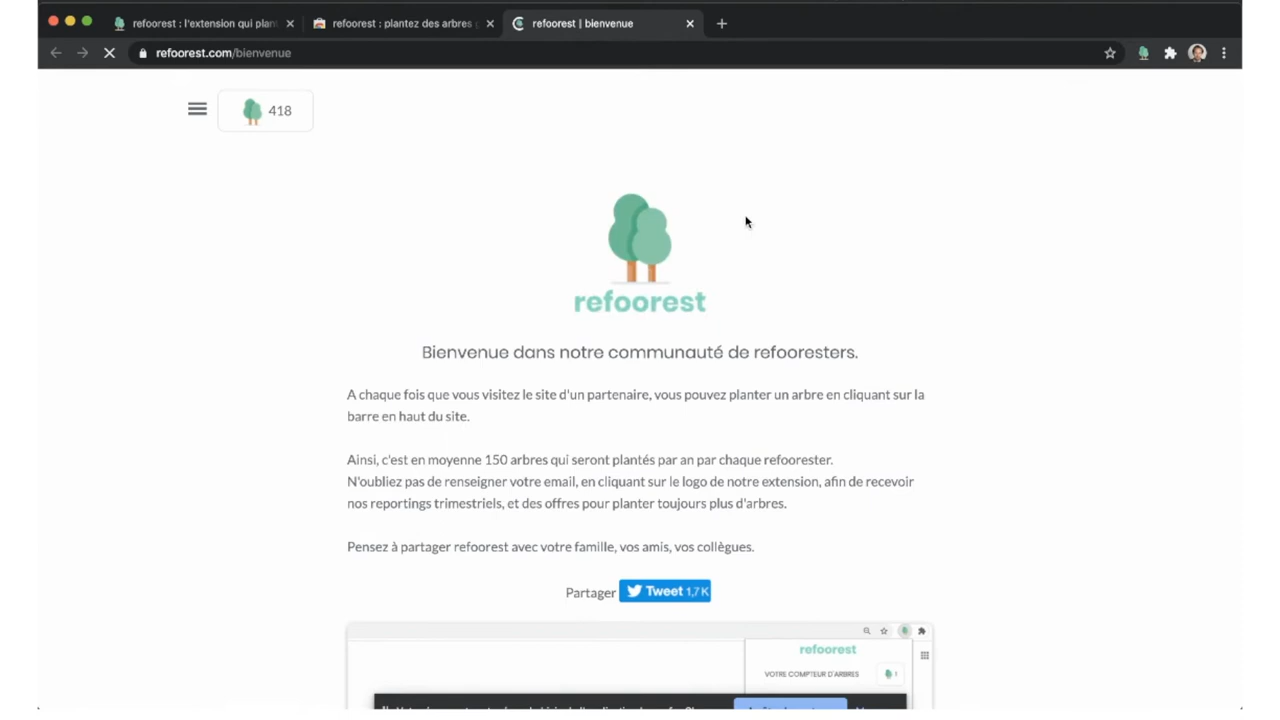 refoorest : l'extension qui plan
refoorest : plantez des arbres
refoorest | bienvenue
refoorest.com/bienvenue
418
refoorest
Bienvenue dans notre communauté de refooresters.
A chaque fois que vous visitez le site d'un partenaire, vous pouvez planter un arbre en cliquant sur la
barre en haut du site.
Ainsi, c'est en moyenne 150 arbres qui seront plantés par an par chaque refoorester.
N'oubliez pas de renseigner votre email, en cliquant sur le logo de notre extension, afin de recevoir
nos reportings trimestriels, et des offres pour planter toujours plus d'arbres.
Pensez à partager refoorest avec votre famille, vos amis, vos collègues.
Partager Tweet 1,7 K
refoorest
VOTRE COMPTEUR D'ARBRES 1